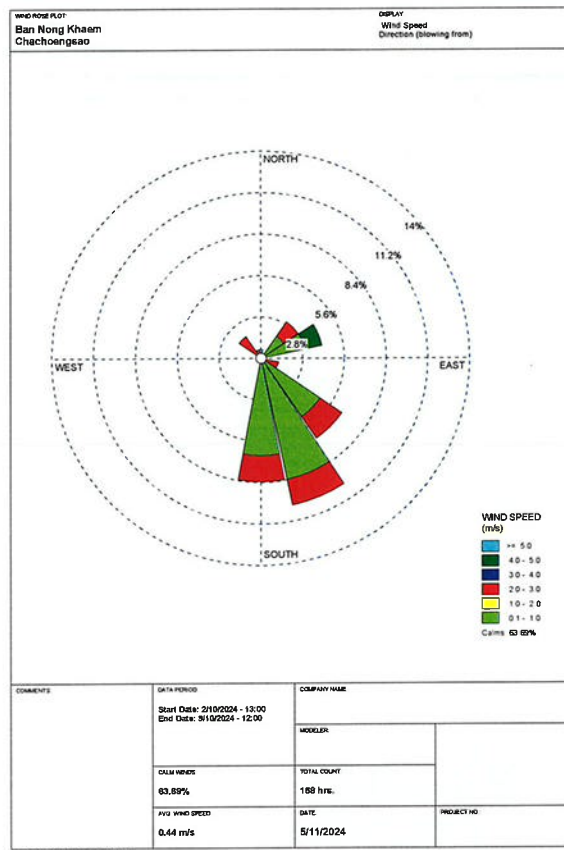 WIND ROSE PLOT:
Ban Nong Khaem
Chachoengsao
DISPLAY
Wind Speed
Direction (blowing from)
NORTH
14%
11.2%
8.4%
5.6%
2.8%
WEST
EAST
SOUTH
WIND SPEED
(m/s)
>= 5.0
4.0 - 5.0
3.0 - 4.0
2.0 - 3.0
1.0 - 2.0
0.1 - 1.0
Calms 63.69%
COMMENTS:
DATA PERIOD:
Start Date: 2/10/2024 - 13:00
End Date: 9/10/2024 - 12:00
COMPANY NAME
MODELER:
CALM WINDS
63.69%
TOTAL COUNT
168 hrs.
AVG. WIND SPEED
0.44 m/s
DATE
5/11/2024
PROJECT NO.